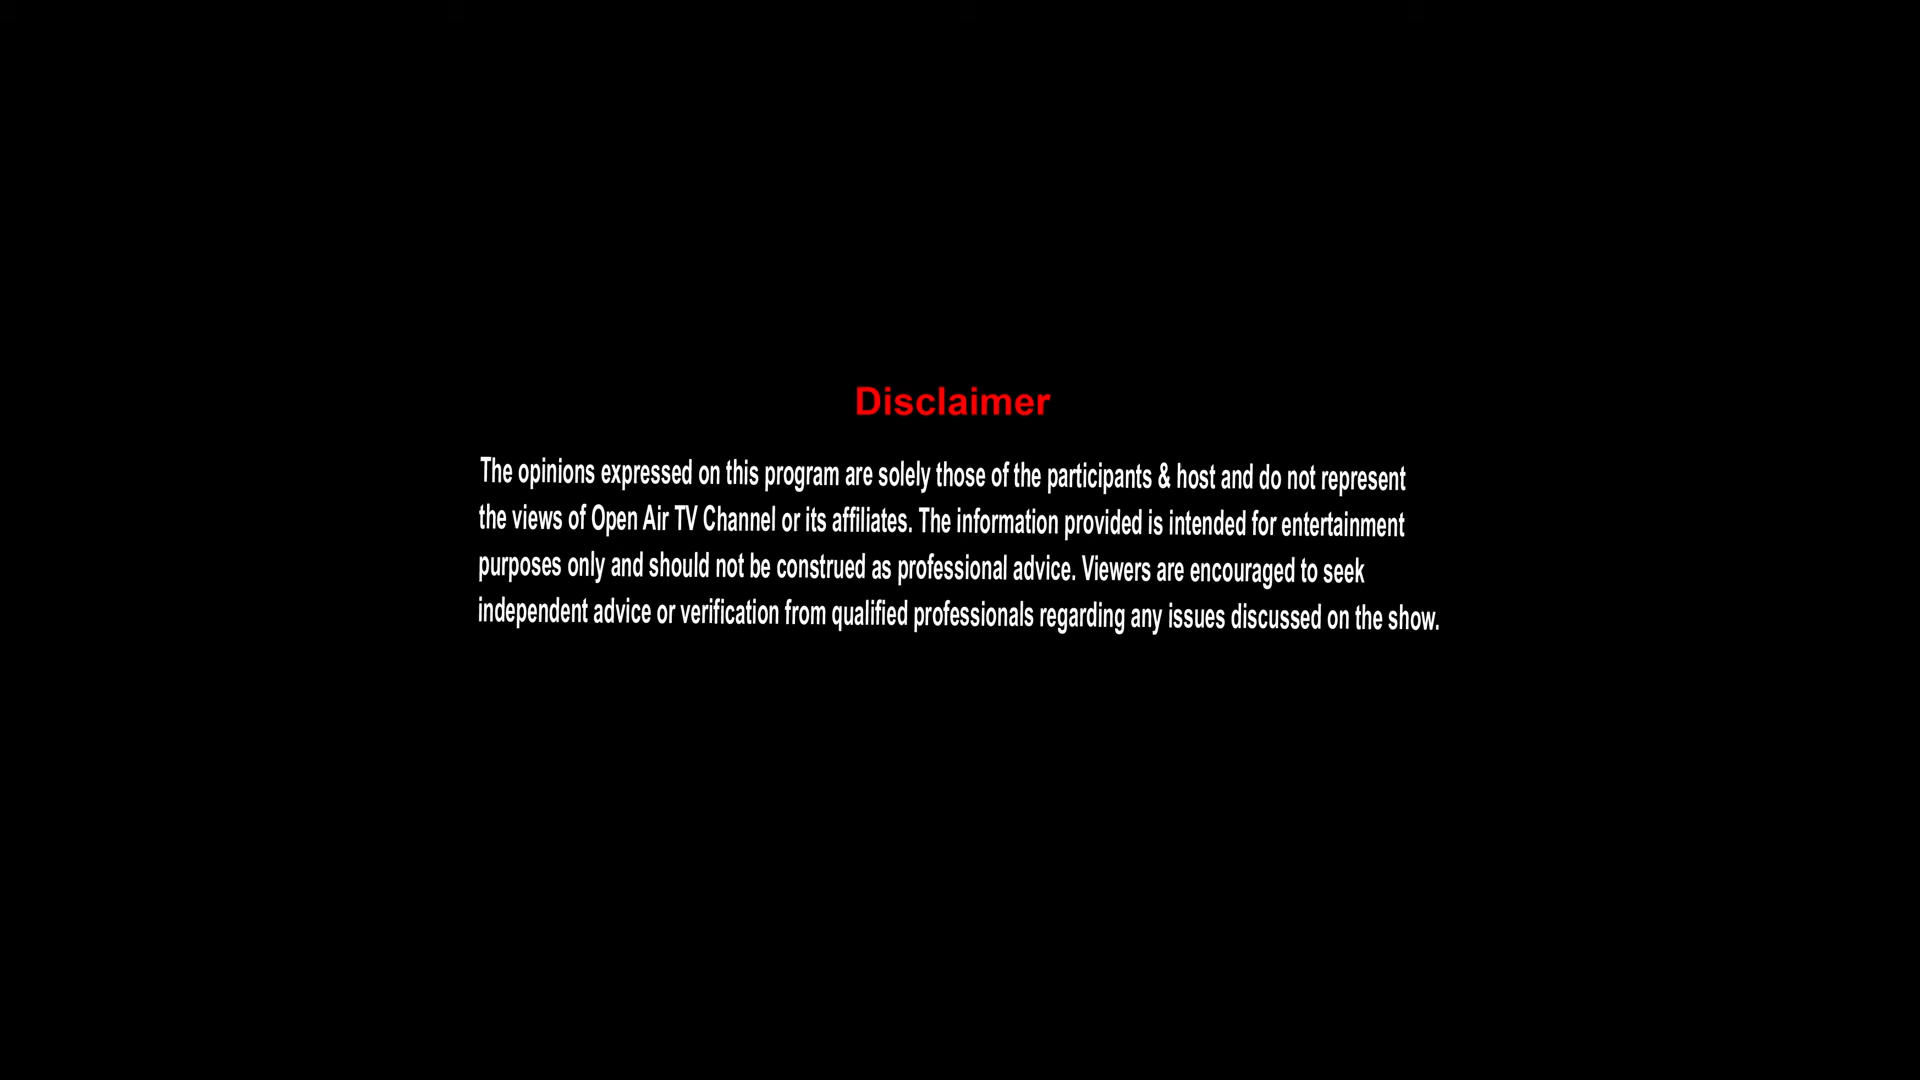 Disclaimer
The opinions expressed on this program are solely those of the participants & host and do not represent
the views of Open Air TV Channel or its affiliates. The information provided is intended for entertainment
purposes only and should not be construed as professional advice. Viewers are encouraged to seek
independent advice or verification from qualified professionals regarding any issues discussed on the show.